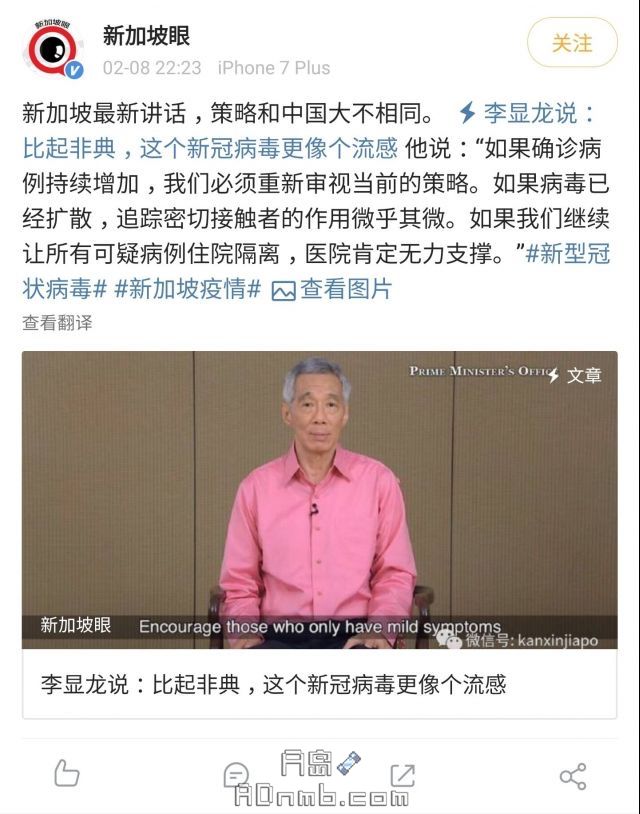 新加坡眼
新加坡眼
关注
02-08 22:23 iPhone 7 Plus
新加坡最新讲话，策略和中国大不相同。 李显龙说：
比起非典，这个新冠病毒更像个流感 他说：“如果确诊病
例持续增加，我们必须重新审视当前的策略。如果病毒已
经扩散，追踪密切接触者的作用微乎其微。如果我们继续
让所有可疑病例住院隔离，医院肯定无力支撑。”#新型冠
状病毒# #新加坡疫情# 查看图片
查看翻译
PRIME MINISTER'S OFFIC
文章
新加坡眼
Encourage those who only have mild symptoms
微信号: kanxinjiapo
李显龙说：比起非典，这个新冠病毒更像个流感
A岛
ADnmb.com